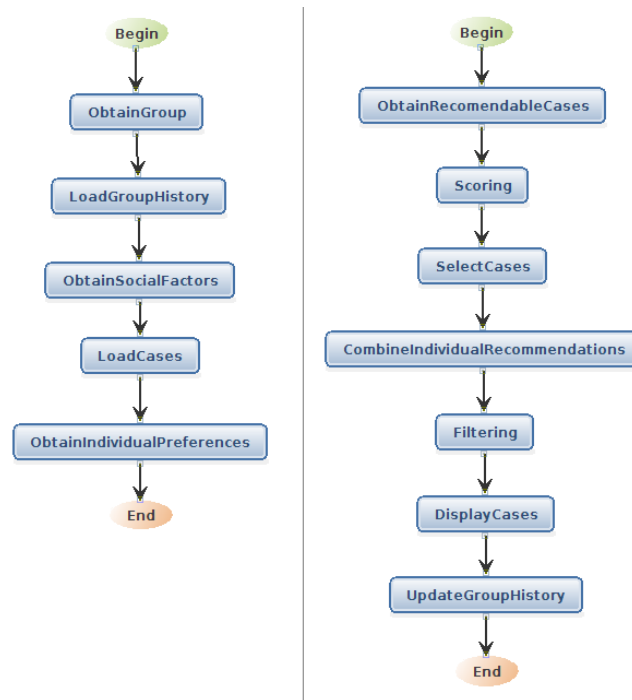 Begin
ObtainGroup
LoadGroupHistory
ObtainSocialFactors
LoadCases
ObtainIndividualPreferences
End
Begin
ObtainRecomendableCases
Scoring
SelectCases
CombineIndividualRecommendations
Filtering
DisplayCases
UpdateGroupHistory
End